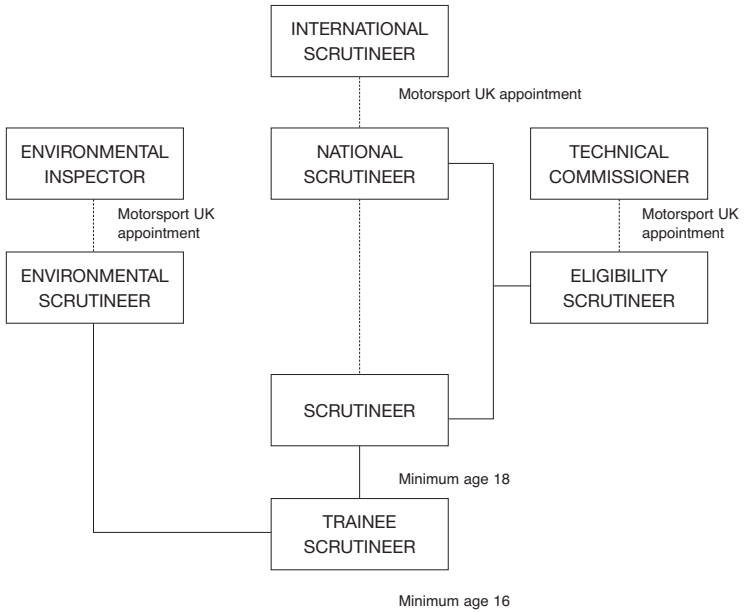 INTERNATIONAL
SCRUTINEER
Motorsport UK appointment
ENVIRONMENTAL
INSPECTOR
NATIONAL
SCRUTINEER
TECHNICAL
COMMISSIONER
Motorsport UK
appointment
Motorsport UK
appointment
ENVIRONMENTAL
SCRUTINEER
ELIGIBILITY
SCRUTINEER
SCRUTINEER
Minimum age 18
TRAINEE
SCRUTINEER
Minimum age 16